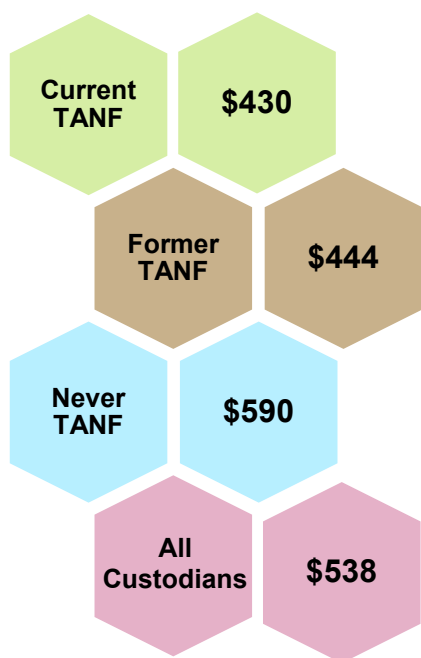 Current
TANF
$430
Former
TANF
$444
Never
TANF
$590
All
Custodians
$538